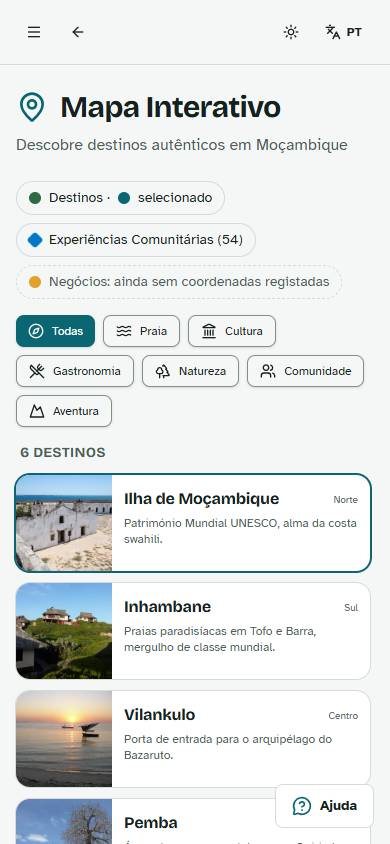 PT
Mapa Interativo
Descobre destinos autênticos em Moçambique
Destinos · selecionado
Experiências Comunitárias (54)
Negócios: ainda sem coordenadas registadas
Todas
Praia
Cultura
Gastronomia
Natureza
Comunidade
Aventura
6 DESTINOS
Ilha de Moçambique
Norte
Património Mundial UNESCO, alma da costa
swahili.
Inhambane
Sul
Praias paradisíacas em Tofo e Barra,
mergulho de classe mundial.
Vilankulo
Centro
Porta de entrada para o arquipélago do
Bazaruto.
Pemba
Ajuda